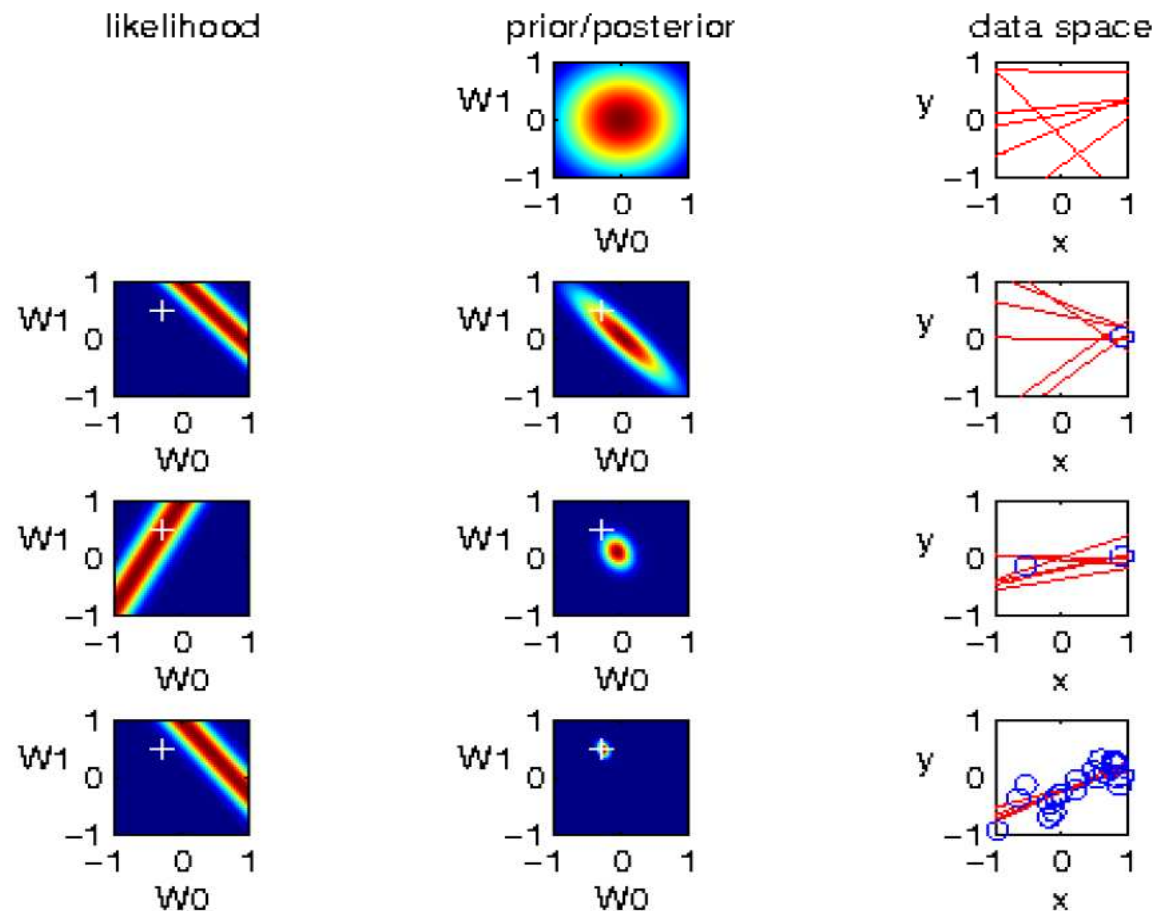 likelihood prior/posterior data space
1 1
W1 0 y 0
-1 -1
-1 0 1 -1 0 1
W0 x
1 1 1
W1 0 W1 0 y 0
-1 -1 -1
-1 0 1 -1 0 1 -1 0 1
W0 W0 x
1 1 1
W1 0 W1 0 y 0
-1 -1 -1
-1 0 1 -1 0 1 -1 0 1
W0 W0 x
1 1 1
W1 0 W1 0 y 0
-1 -1 -1
-1 0 1 -1 0 1 -1 0 1
W0 W0 x